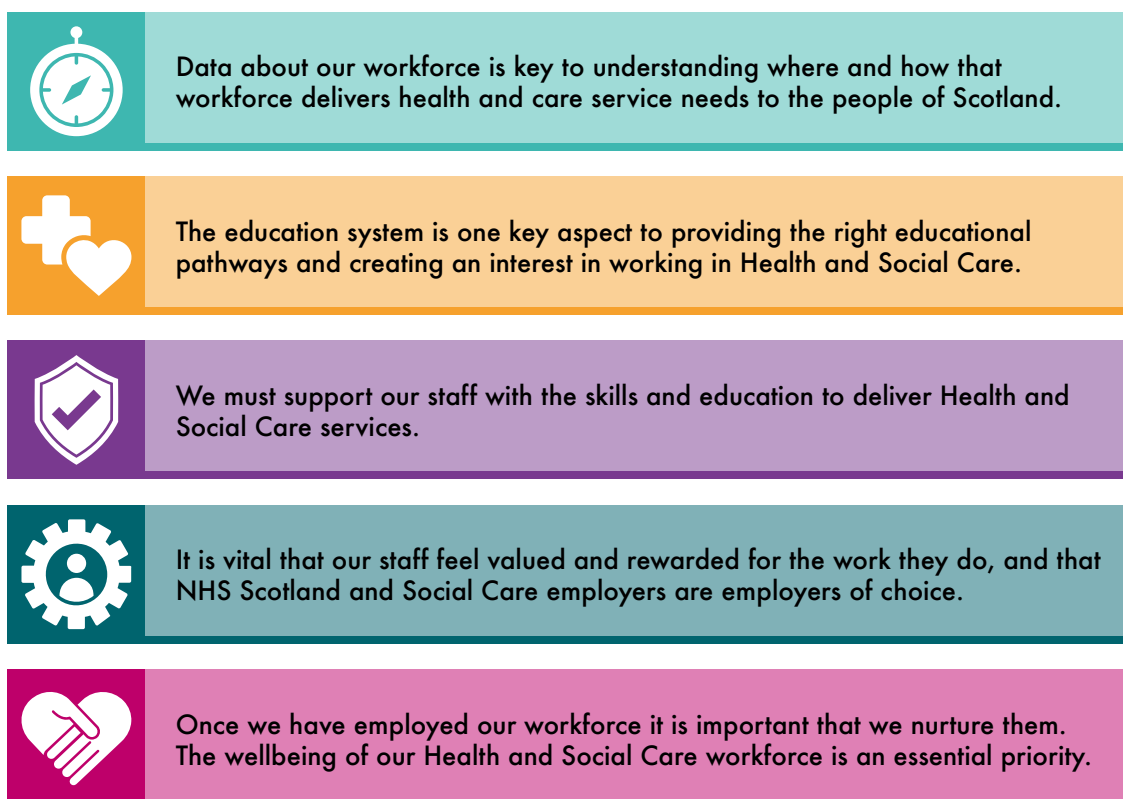 Data about our workforce is key to understanding where and how that
workforce delivers health and care service needs to the people of Scotland.
The education system is one key aspect to providing the right educational
pathways and creating an interest in working in Health and Social Care.
We must support our staff with the skills and education to deliver Health and
Social Care services.
It is vital that our staff feel valued and rewarded for the work they do, and that
NHS Scotland and Social Care employers are employers of choice.
Once we have employed our workforce it is important that we nurture them.
The wellbeing of our Health and Social Care workforce is an essential priority.